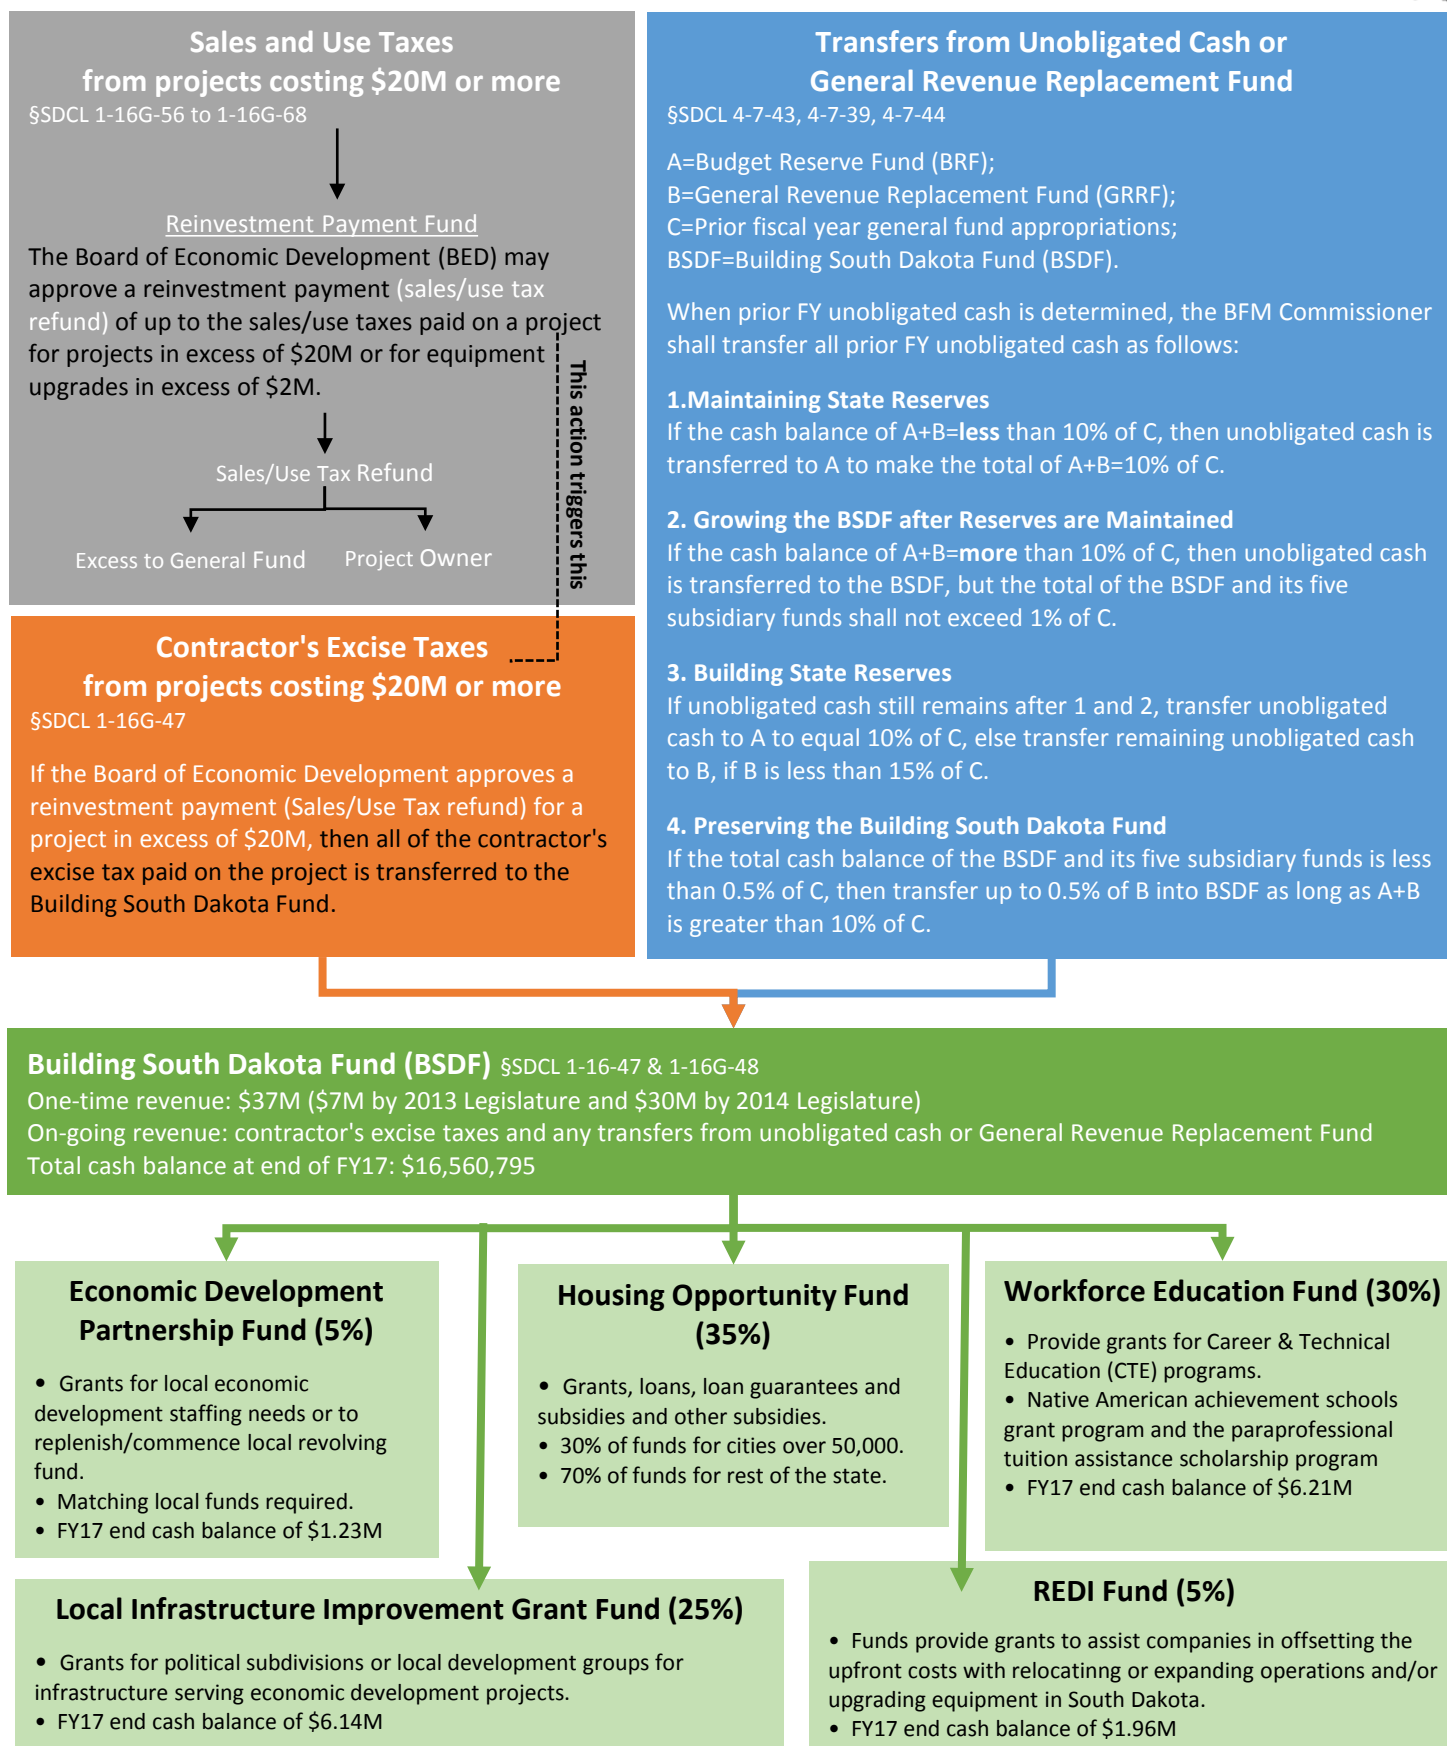 Sales and Use Taxes
from projects costing $20M or more
§SDCL 1-16G-56 to 1-16G-68
Reinvestment Payment Fund
The Board of Economic Development (BED) may
approve a reinvestment payment (sales/use tax
refund) of up to the sales/use taxes paid on a project
for projects in excess of $20M or for equipment
upgrades in excess of $2M.
This action triggers this
Sales/Use Tax Refund
Excess to General Fund
Project Owner
Contractor's Excise Taxes
from projects costing $20M or more
§SDCL 1-16G-47
If the Board of Economic Development approves a
reinvestment payment (Sales/Use Tax refund) for a
project in excess of $20M, then all of the contractor's
excise tax paid on the project is transferred to the
Building South Dakota Fund.
Transfers from Unobligated Cash or
General Revenue Replacement Fund
§SDCL 4-7-43, 4-7-39, 4-7-44
A=Budget Reserve Fund (BRF);
B=General Revenue Replacement Fund (GRRF);
C=Prior fiscal year general fund appropriations;
BSDF=Building South Dakota Fund (BSDF).
When prior FY unobligated cash is determined, the BFM Commissioner
shall transfer all prior FY unobligated cash as follows:
1.Maintaining State Reserves
If the cash balance of A+B=less than 10% of C, then unobligated cash is
transferred to A to make the total of A+B=10% of C.
2. Growing the BSDF after Reserves are Maintained
If the cash balance of A+B=more than 10% of C, then unobligated cash
is transferred to the BSDF, but the total of the BSDF and its five
subsidiary funds shall not exceed 1% of C.
3. Building State Reserves
If unobligated cash still remains after 1 and 2, transfer unobligated
cash to A to equal 10% of C, else transfer remaining unobligated cash
to B, if B is less than 15% of C.
4. Preserving the Building South Dakota Fund
If the total cash balance of the BSDF and its five subsidiary funds is less
than 0.5% of C, then transfer up to 0.5% of B into BSDF as long as A+B
is greater than 10% of C.
Building South Dakota Fund (BSDF) §SDCL 1-16-47 & 1-16G-48
One-time revenue: $37M ($7M by 2013 Legislature and $30M by 2014 Legislature)
On-going revenue: contractor's excise taxes and any transfers from unobligated cash or General Revenue Replacement Fund
Total cash balance at end of FY17: $16,560,795
Economic Development
Partnership Fund (5%)
• Grants for local economic
development staffing needs or to
replenish/commence local revolving
fund.
• Matching local funds required.
• FY17 end cash balance of $1.23M
Housing Opportunity Fund
(35%)
• Grants, loans, loan guarantees and
subsidies and other subsidies.
• 30% of funds for cities over 50,000.
• 70% of funds for rest of the state.
Workforce Education Fund (30%)
• Provide grants for Career & Technical
Education (CTE) programs.
• Native American achievement schools
grant program and the paraprofessional
tuition assistance scholarship program
• FY17 end cash balance of $6.21M
Local Infrastructure Improvement Grant Fund (25%)
• Grants for political subdivisions or local development groups for
infrastructure serving economic development projects.
• FY17 end cash balance of $6.14M
REDI Fund (5%)
• Funds provide grants to assist companies in offsetting the
upfront costs with relocatinng or expanding operations and/or
upgrading equipment in South Dakota.
• FY17 end cash balance of $1.96M